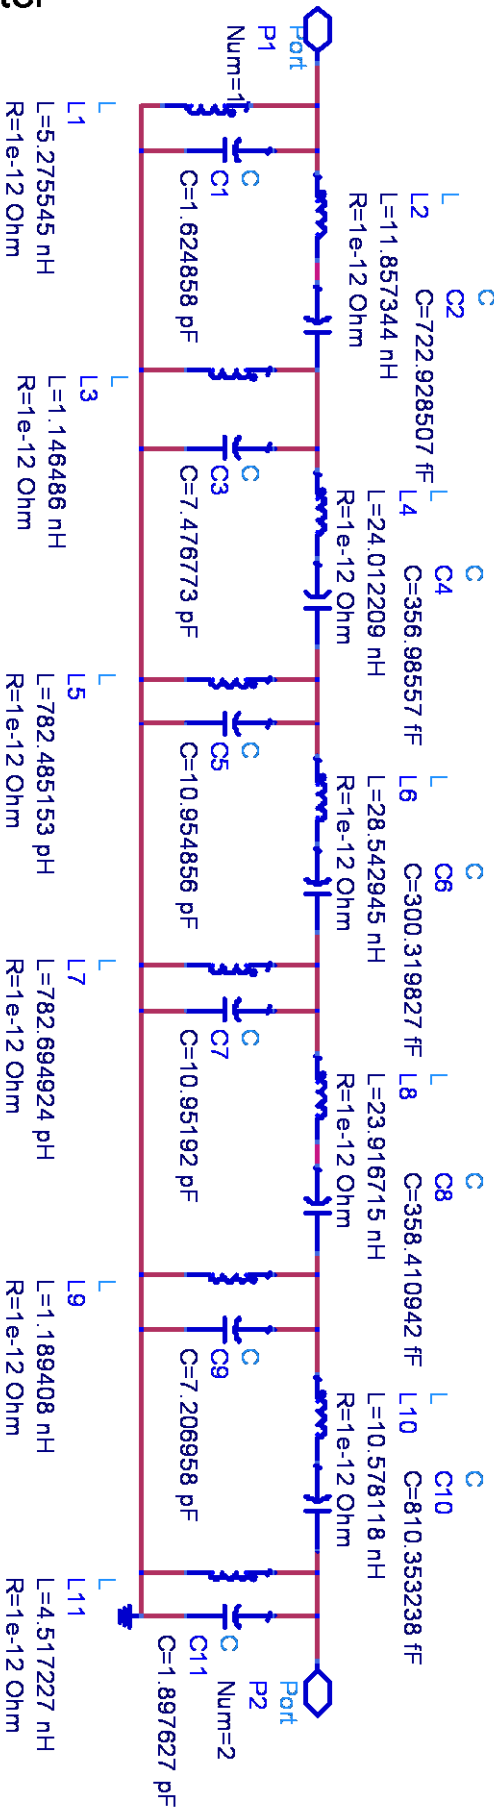 Port
P1
Num=1
L
L1
L=5.275545 nH
R=1e-12 Ohm
C
C1
C=1.624858 pF
L
L2
L=11.857344 nH
R=1e-12 Ohm
C
C2
C=722.928507 fF
L
L3
L=1.146486 nH
R=1e-12 Ohm
C
C3
C=7.476773 pF
L
L4
L=24.012209 nH
R=1e-12 Ohm
C
C4
C=356.98557 fF
L
L5
L=782.485153 pH
R=1e-12 Ohm
C
C5
C=10.954856 pF
L
L6
L=28.542945 nH
R=1e-12 Ohm
C
C6
C=300.319827 fF
L
L7
L=782.694924 pH
R=1e-12 Ohm
C
C7
C=10.95192 pF
L
L8
L=23.916715 nH
R=1e-12 Ohm
C
C8
C=358.410942 fF
L
L9
L=1.189408 nH
R=1e-12 Ohm
C
C9
C=7.206958 pF
L
L10
L=10.578118 nH
R=1e-12 Ohm
C
C10
C=810.353238 fF
L
L11
L=4.517227 nH
R=1e-12 Ohm
C
C11
C=1.897627 pF
Port
P2
Num=2